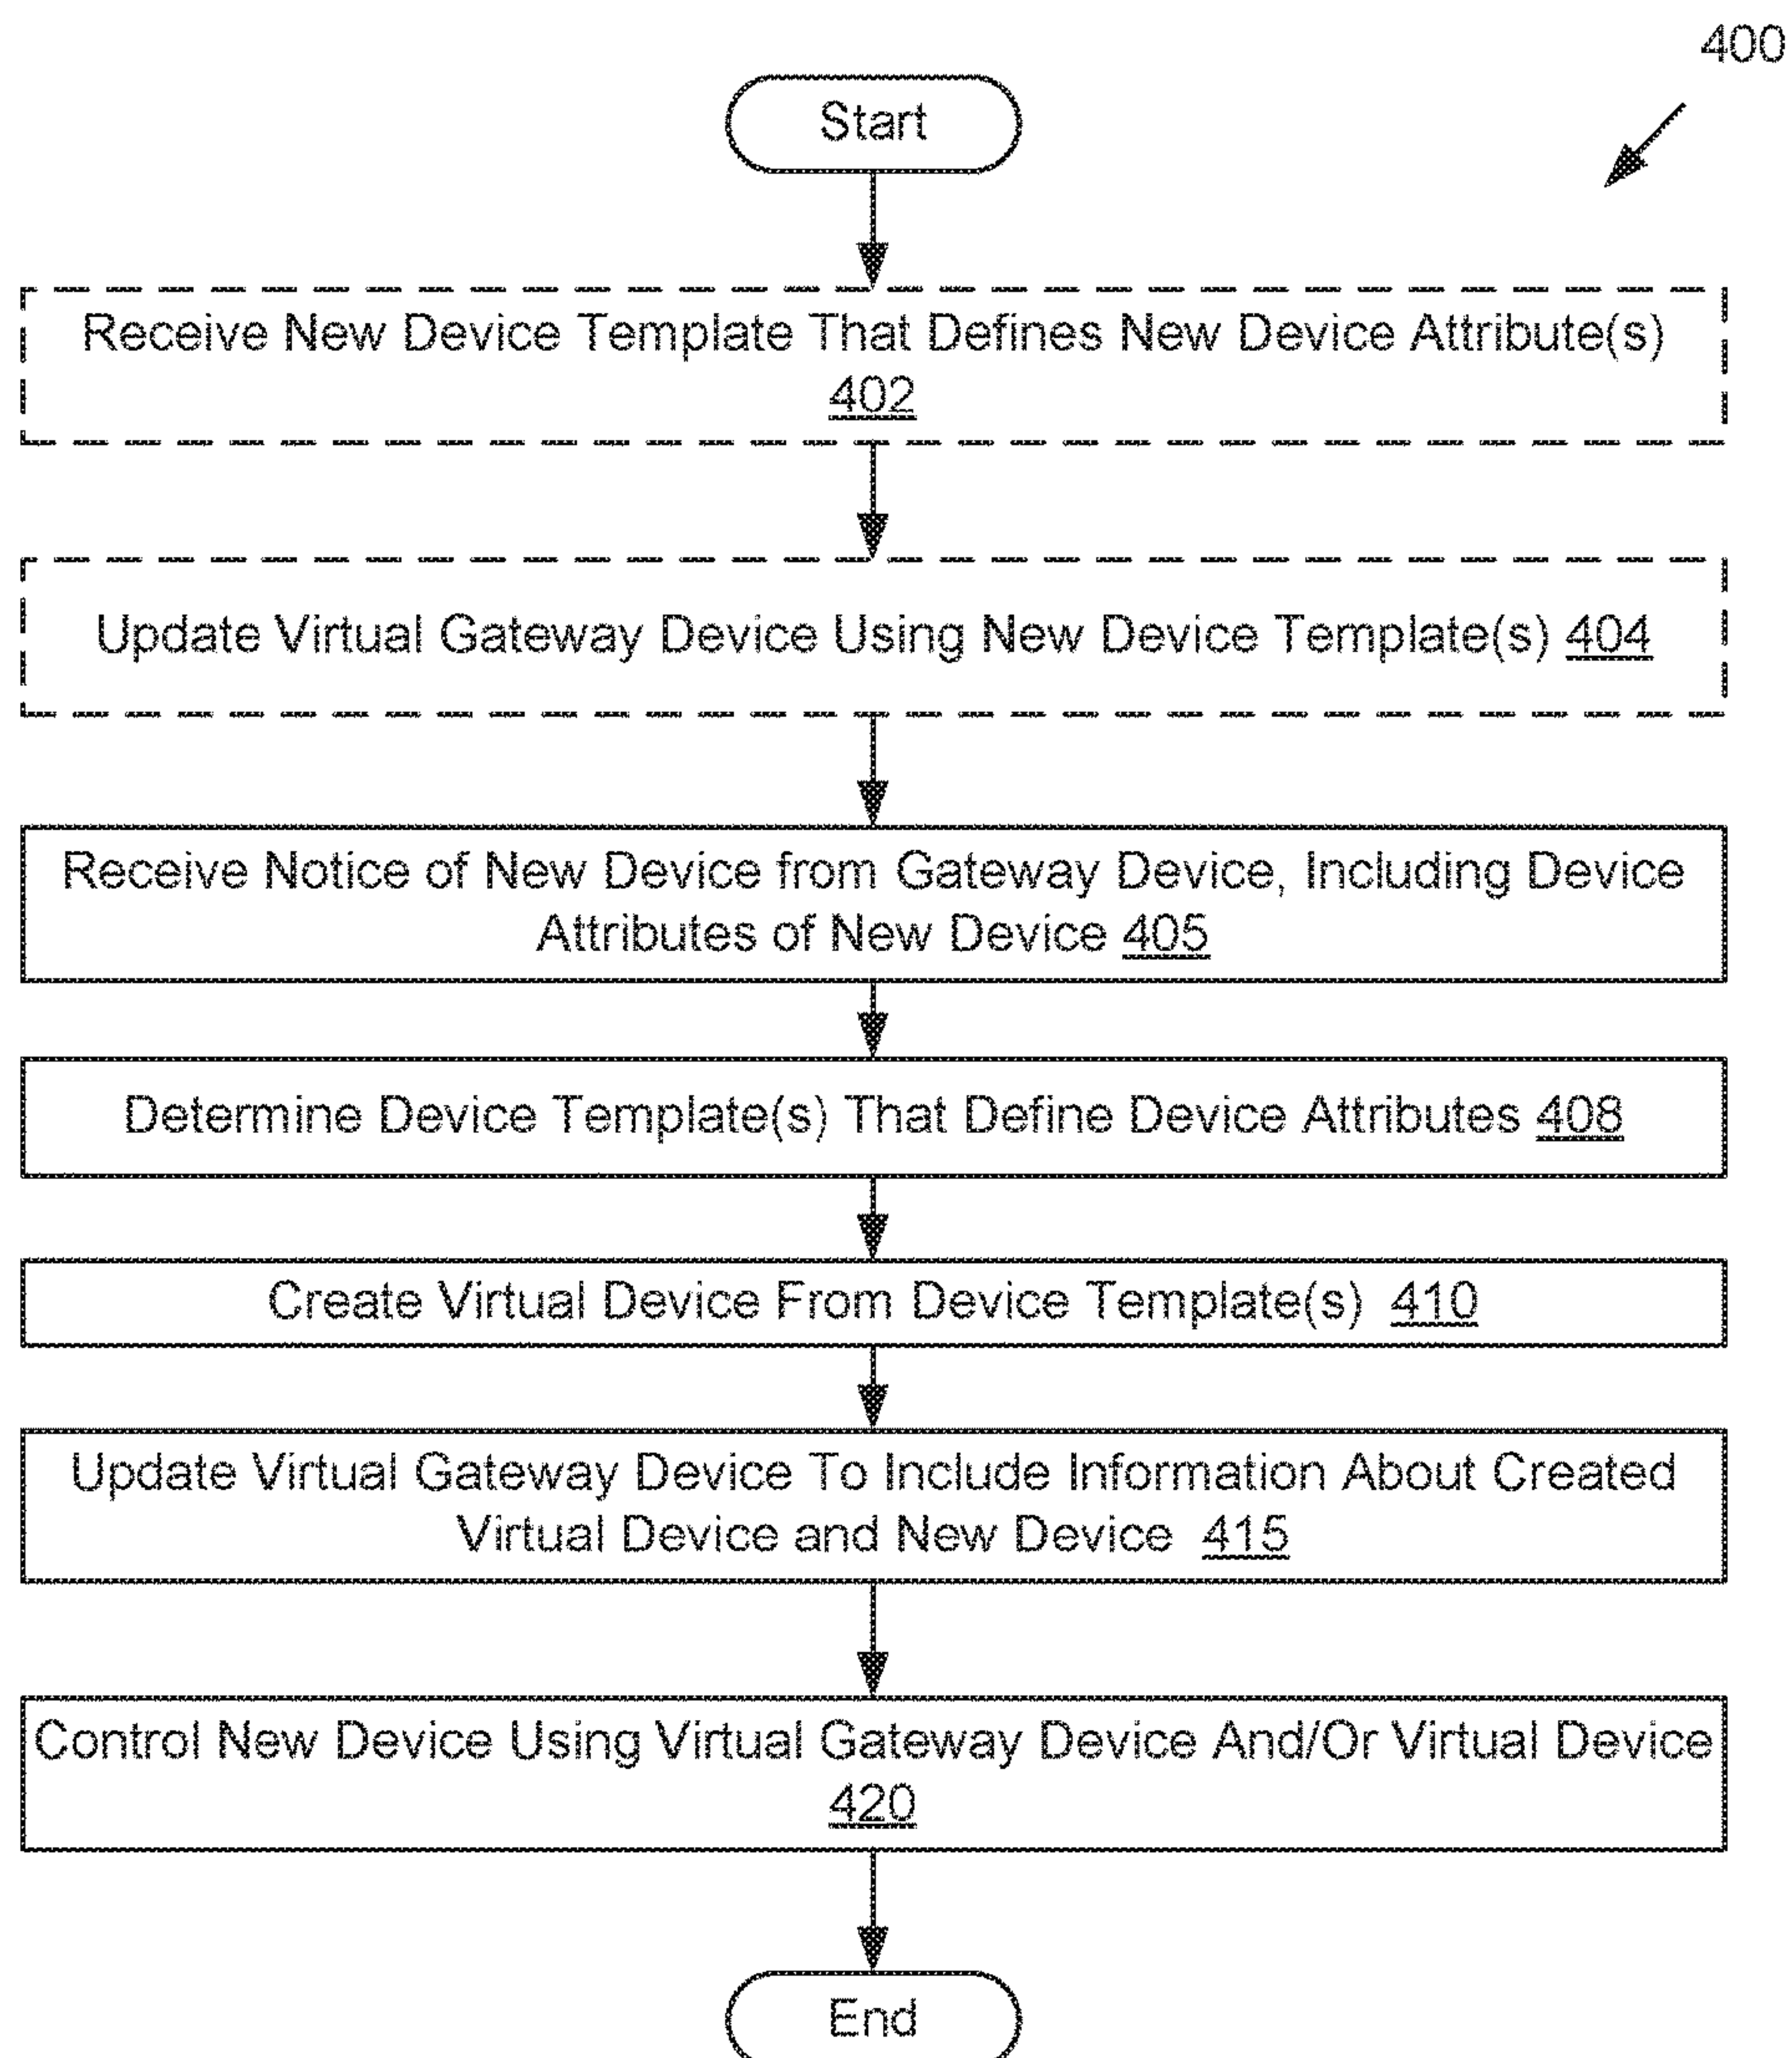 400
Start
Receive New Device Template That Defines New Device Attribute(s)
402
Update Virtual Gateway Device Using New Device Template(s) 404
Receive Notice of New Device from Gateway Device, Including Device
Attributes of New Device 405
Determine Device Template(s) That Define Device Attributes 408
Create Virtual Device From Device Template(s) 410
Update Virtual Gateway Device To Include Information About Created
Virtual Device and New Device 415
Control New Device Using Virtual Gateway Device And/Or Virtual Device
420
End